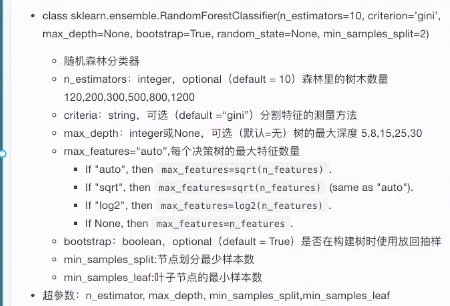 class sklearn.ensemble.RandomForestClassifier(n_estimators=10, criterion='gini',
max_depth=None, bootstrap=True, random_state=None, min_samples_split=2)
随机森林分类器
n_estimators：integer，optional（default = 10）森林里的树木数量
120,200,300,500,800,1200
criteria：string，可选（default =“gini”）分割特征的测量方法
max_depth：integer或None，可选（默认=无）树的最大深度 5,8,15,25,30
max_features="auto”,每个决策树的最大特征数量
If "auto", then max_features=sqrt(n_features) .
If "sqrt", then max_features=sqrt(n_features) (same as "auto").
If "log2", then max_features=log2(n_features) .
If None, then max_features=n_features .
bootstrap：boolean，optional（default = True）是否在构建树时使用放回抽样
min_samples_split:节点划分最少样本数
min_samples_leaf:叶子节点的最小样本数
超参数：n_estimator, max_depth, min_samples_split,min_samples_leaf